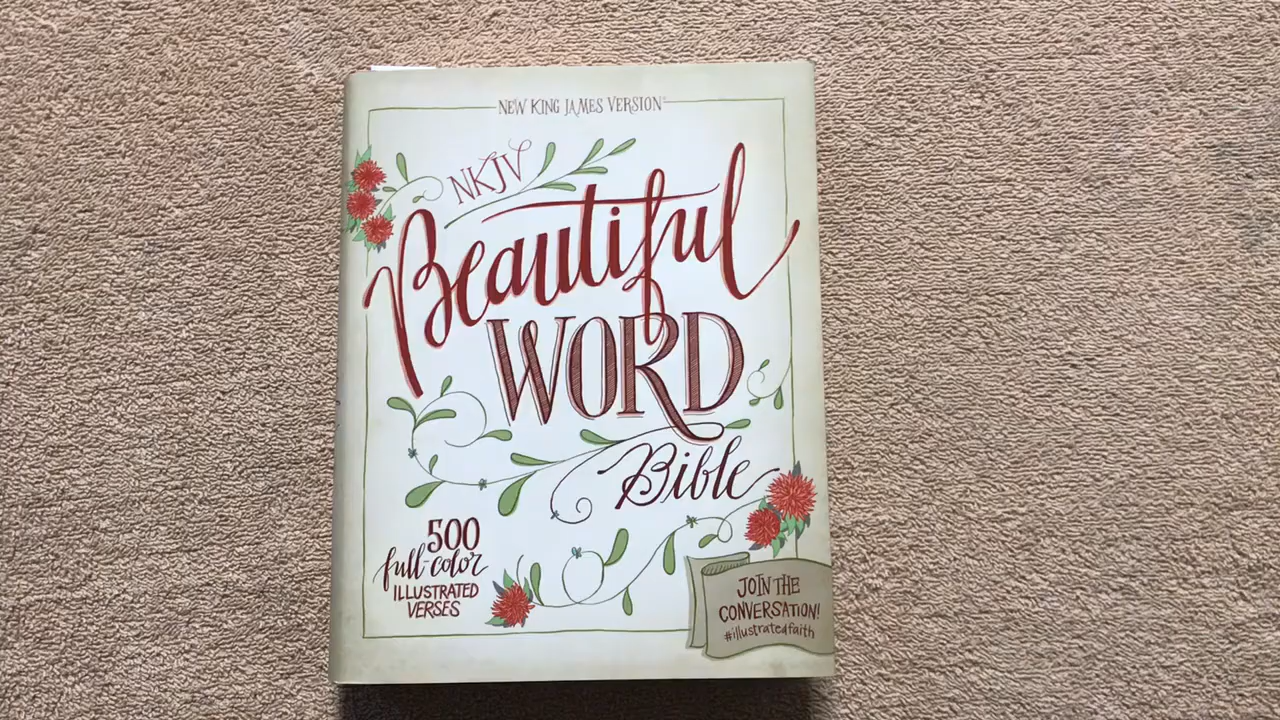 NEW KING JAMES VERSION®
NKJV
Beautiful
WORD
Bible
500
full-color
ILLUSTRATED
VERSES
JOIN THE
CONVERSATION!
#illustratedfaith